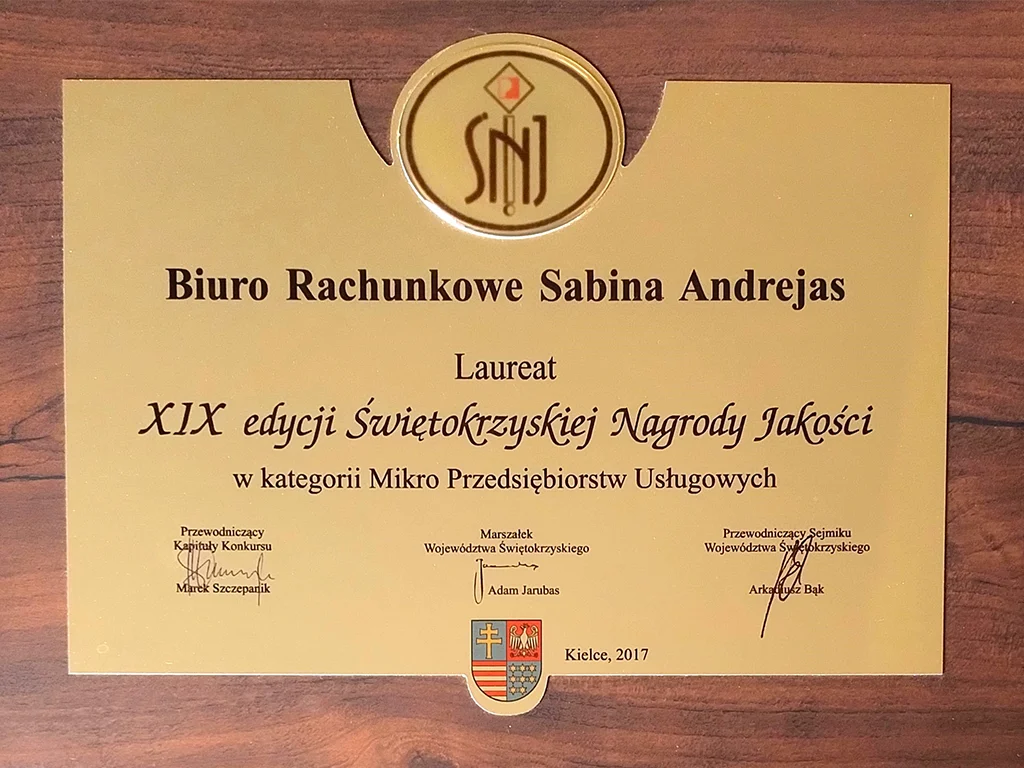 ŚNJ
Biuro Rachunkowe Sabina Andrejas
Laureat
XIX edycji Świętokrzyskiej Nagrody Jakości
w kategorii Mikro Przedsiębiorstw Usługowych
Przewodniczący
Kapituły Konkursu
Marek Szczepanik
Marszałek
Województwa Świętokrzyskiego
Adam Jarubas
Przewodniczący Sejmiku
Województwa Świętokrzyskiego
Arkadiusz Bąk
Kielce, 2017